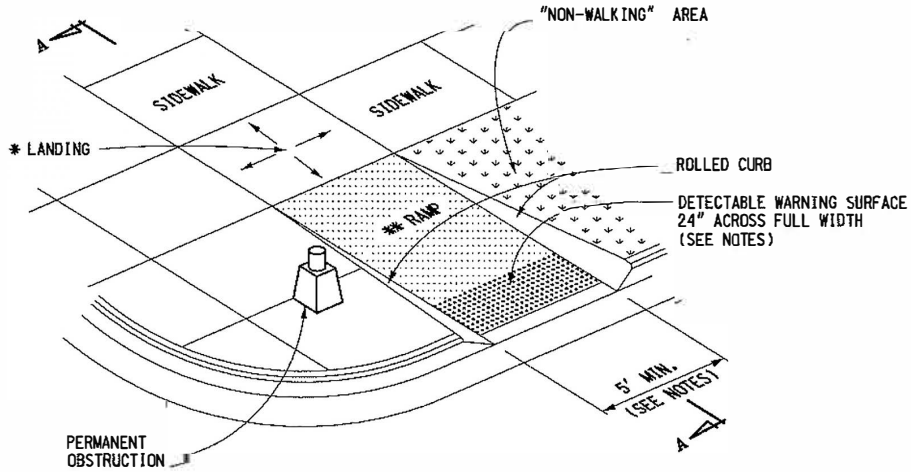 "NON-WALKING" AREA
A
SIDEWALK
SIDEWALK
* LANDING
ROLLED CURB
** RAMP
DETECTABLE WARNING SURFACE
24" ACROSS FULL WIDTH
(SEE NOTES)
5' MIN.
(SEE NOTES)
A
PERMANENT
OBSTRUCTION